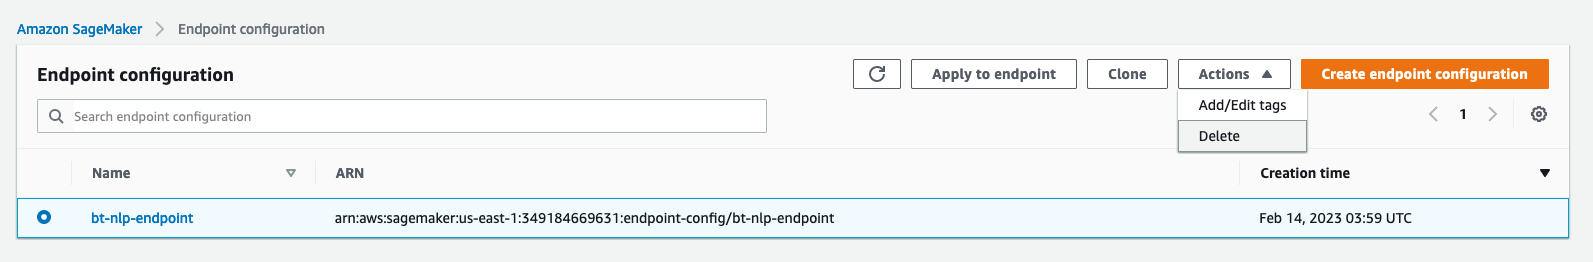 Amazon SageMaker > Endpoint configuration
Endpoint configuration
Apply to endpoint
Clone
Actions
Create endpoint configuration
Search endpoint configuration
Add/Edit tags
1
Delete
Name ARN Creation time
bt-nlp-endpoint arn:aws:sagemaker:us-east-1:349184669631:endpoint-config/bt-nlp-endpoint Feb 14, 2023 03:59 UTC